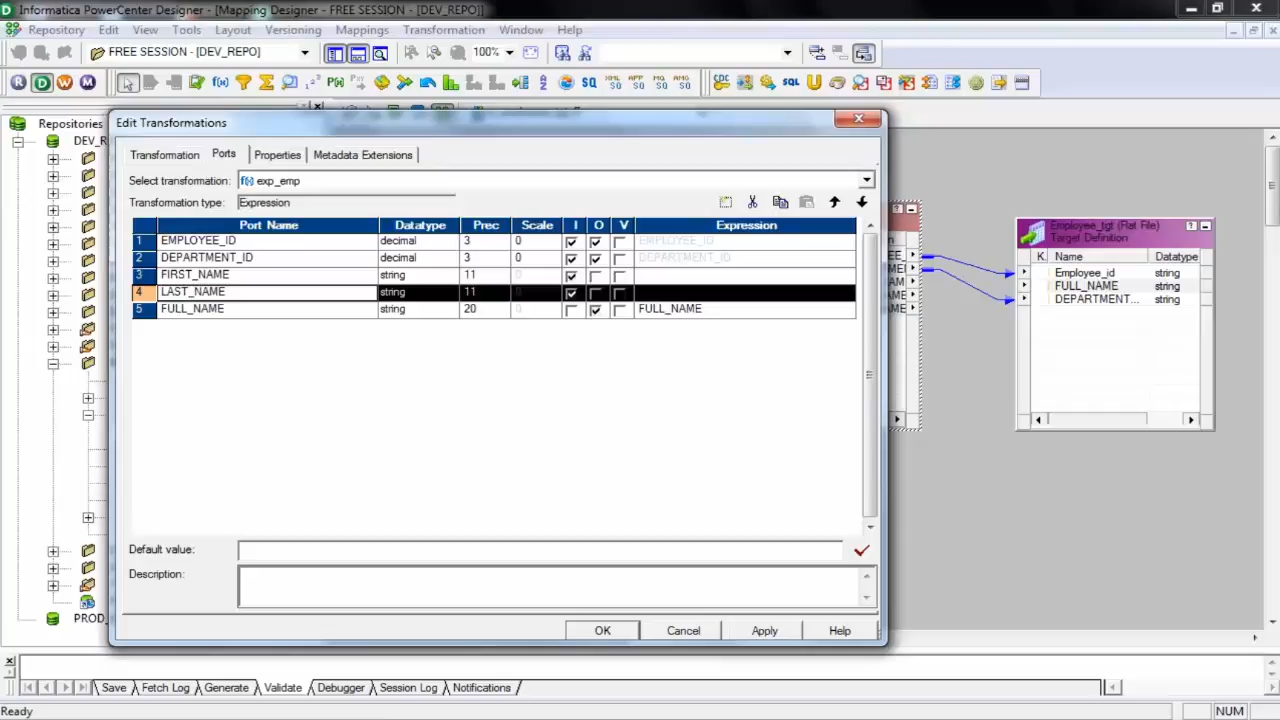 Informatica PowerCenter Designer - [Mapping Designer - FREE SESSION - [DEV_REPO]]
Repository Edit View Tools Layout Versioning Mappings Transformation Window Help
FREE SESSION - [DEV_REPO] 100%
Repositories
DEV_R
Edit Transformations
Transformation Ports Properties Metadata Extensions
Select transformation: f(x) exp_emp
Transformation type: Expression
Port Name Datatype Prec Scale I O V Expression
1 EMPLOYEE_ID decimal 3 0 EMPLOYEE_ID
2 DEPARTMENT_ID decimal 3 0 DEPARTMENT_ID
3 FIRST_NAME string 11 0
4 LAST_NAME string 11 0
5 FULL_NAME string 20 0 FULL_NAME
Default value:
Description:
OK Cancel Apply Help
Employee_tgt (Flat File)
Target Definition
K. Name Datatype
Employee_id string
FULL_NAME string
DEPARTMENT... string
PROD_
Save Fetch Log Generate Validate Debugger Session Log Notifications
Ready NUM